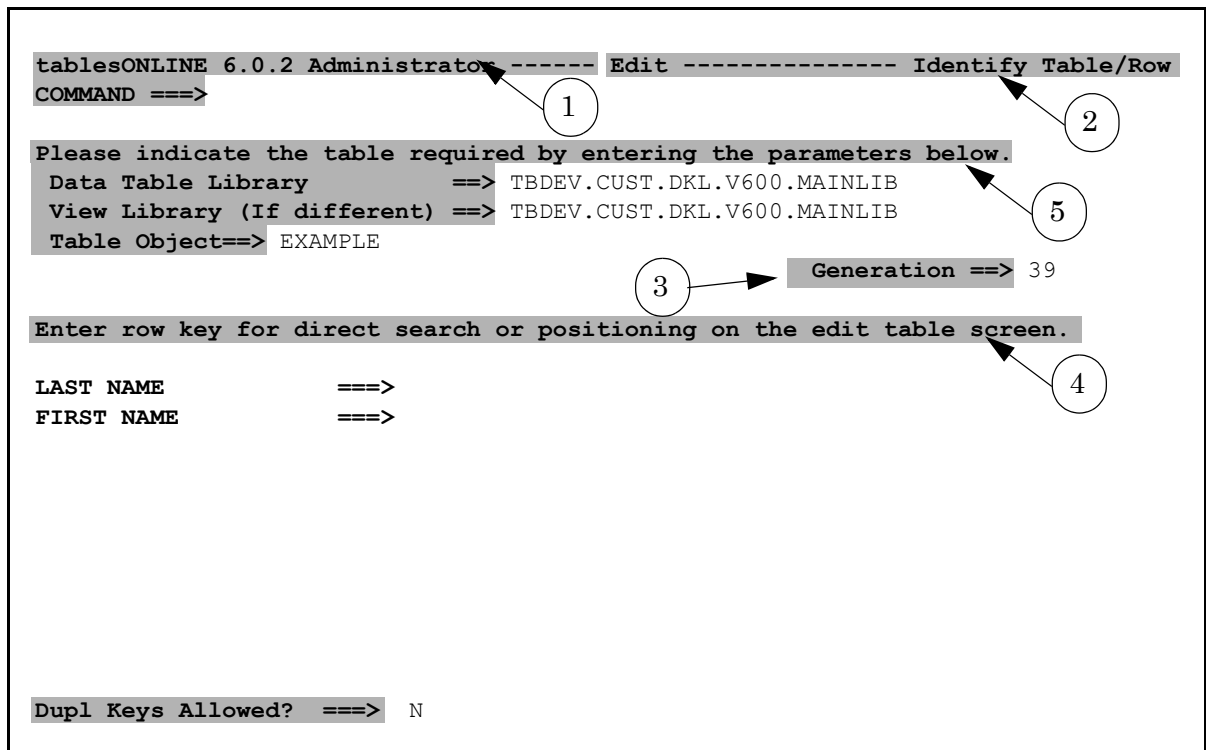 tablesONLINE 6.0.2 Administrator ------ Edit --------------- Identify Table/Row
COMMAND ===>
1
2
Please indicate the table required by entering the parameters below.
Data Table Library ==> TBDEV.CUST.DKL.V600.MAINLIB
View Library (If different) ==> TBDEV.CUST.DKL.V600.MAINLIB
5
Table Object==> EXAMPLE
3
Generation ==> 39
Enter row key for direct search or positioning on the edit table screen.
4
LAST NAME ===>
FIRST NAME ===>
Dupl Keys Allowed? ===> N